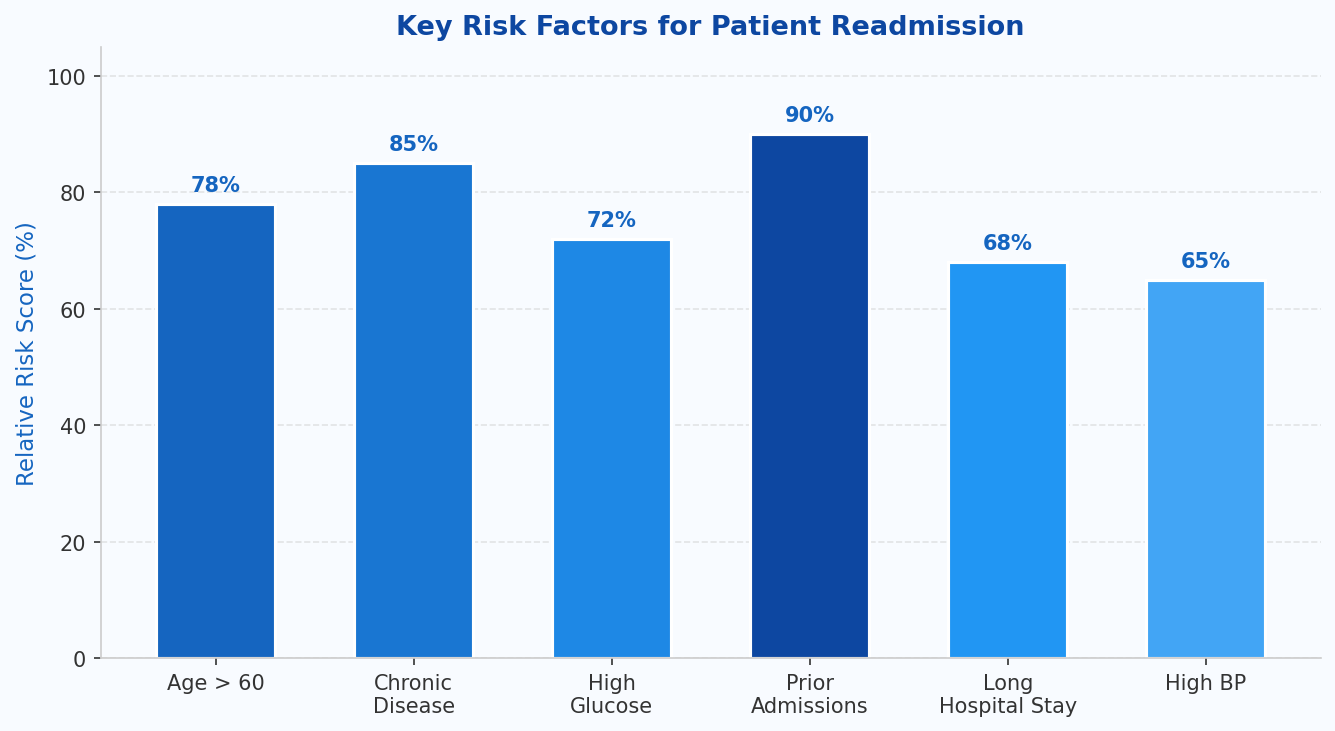 Key Risk Factors for Patient Readmission
Relative Risk Score (%)
100
80
60
40
20
0
78%
85%
72%
90%
68%
65%
Age > 60
Chronic
Disease
High
Glucose
Prior
Admissions
Long
Hospital Stay
High BP